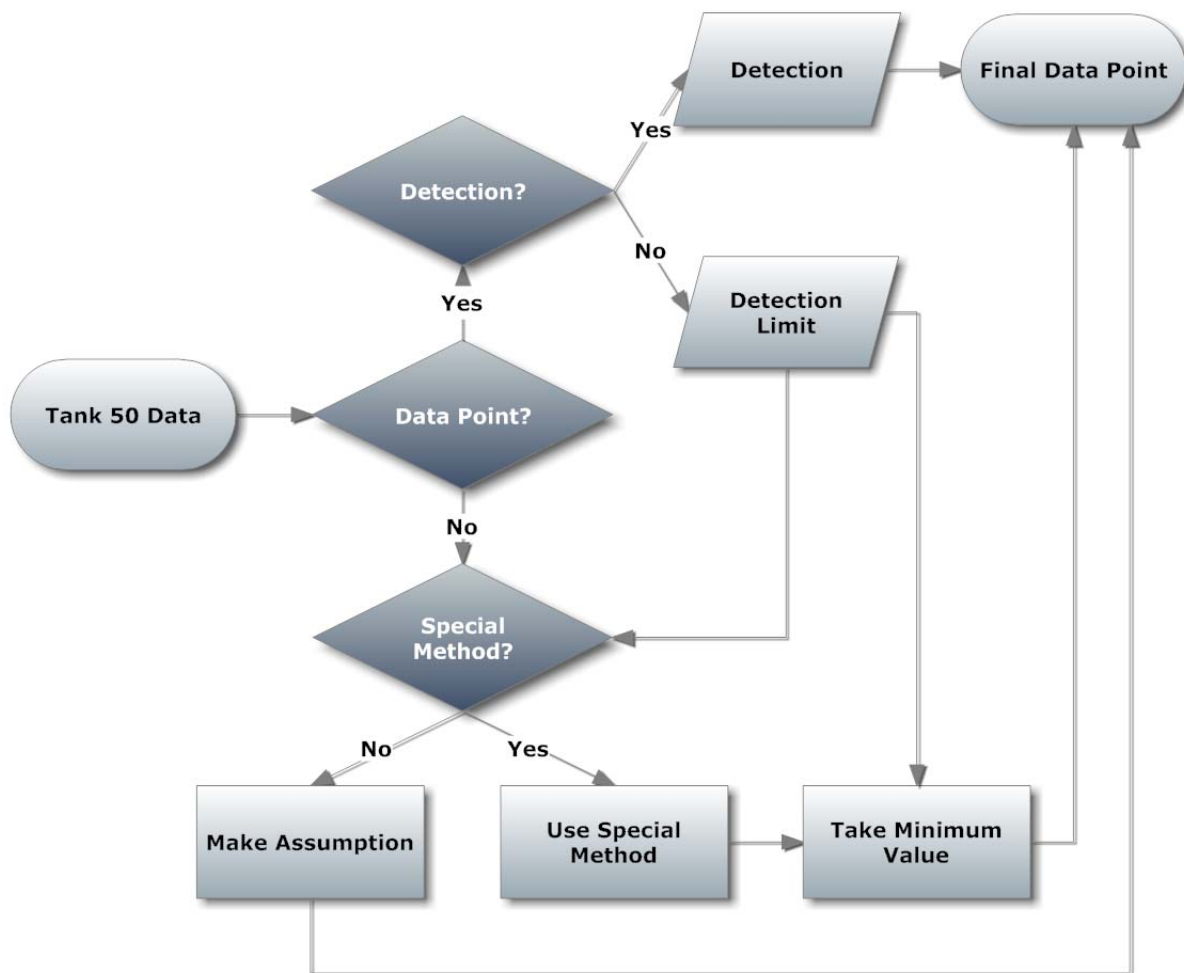 Detection
Final Data Point
Yes
Detection?
No
Detection
Limit
Yes
Tank 50 Data
Data Point?
No
Special
Method?
No
Yes
Make Assumption
Use Special
Method
Take Minimum
Value